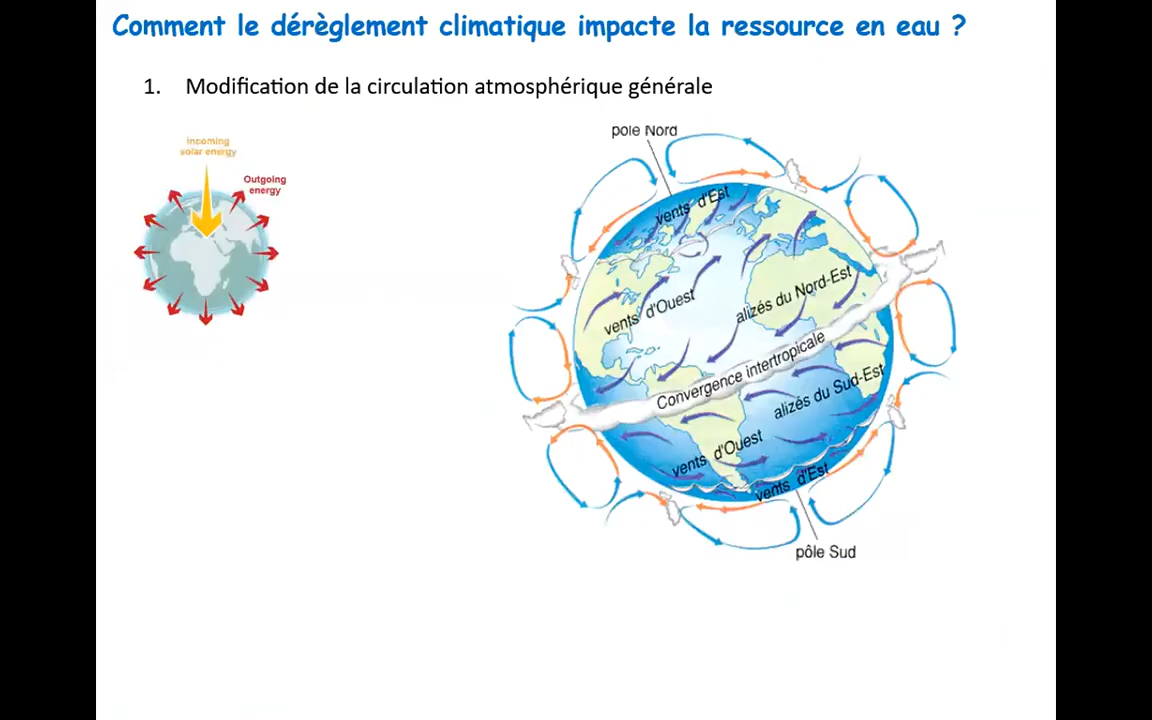 Comment le dérèglement climatique impacte la ressource en eau ?
1. Modification de la circulation atmosphérique générale
incoming
solar energy
Outgoing
energy
pole Nord
vents d'Est
vents d'Ouest
alizés du Nord-Est
Convergence intertropicale
alizés du Sud-Est
vents d'Ouest
vents d'Est
pôle Sud